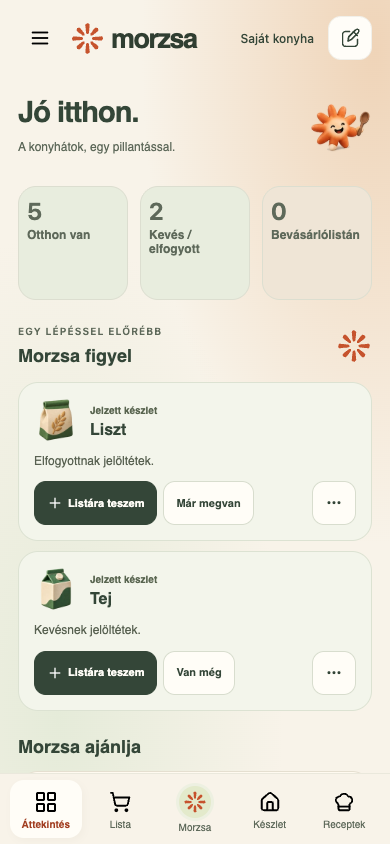 morzsa
Saját konyha
Jó itthon.
A konyhátok, egy pillantással.
5
Otthon van
2
Kevés /
elfogyott
0
Bevásárlólistán
EGY LÉPÉSSEL ELŐRÉBB
Morzsa figyel
Jelzett készlet
Liszt
Elfogyottnak jelöltétek.
+ Listára teszem
Már megvan
...
Jelzett készlet
Tej
Kevésnek jelöltétek.
+ Listára teszem
Van még
...
Morzsa ajánlja
Áttekintés
Lista
Morzsa
Készlet
Receptek